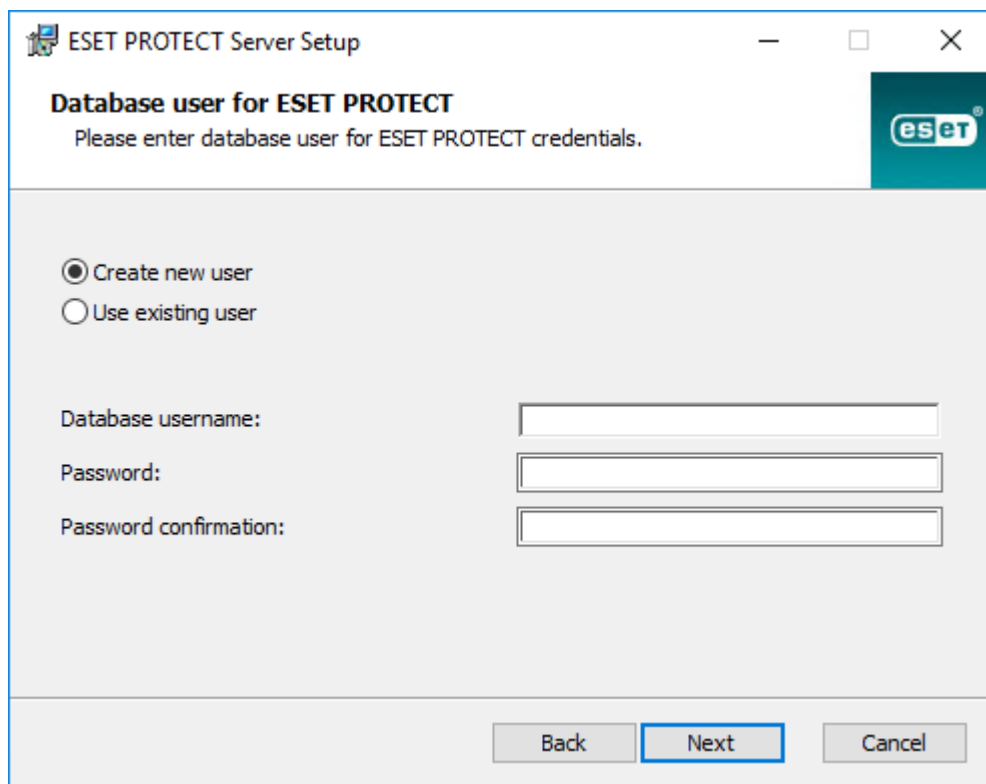 ESET PROTECT Server Setup
Database user for ESET PROTECT
Please enter database user for ESET PROTECT credentials.
eseT®
Create new user
Use existing user
Database username:
Password:
Password confirmation:
Back Next Cancel